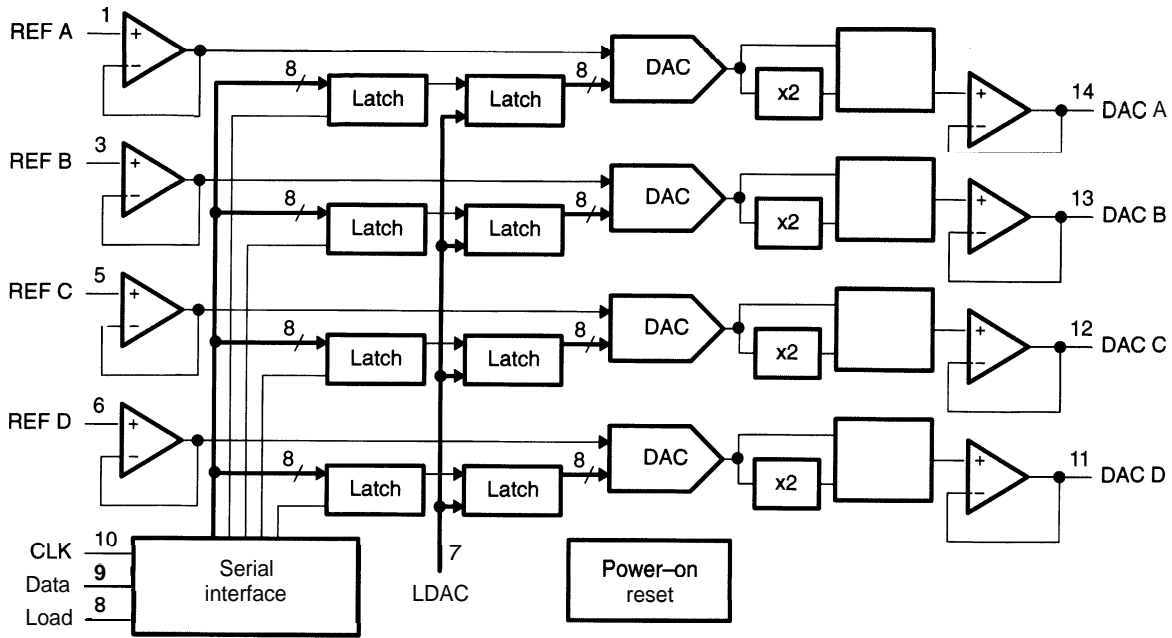 REF A 1 + − 8 Latch Latch 8 DAC x2 + − 14 DAC A
REF B 3 + − 8 Latch Latch 8 DAC x2 + − 13 DAC B
REF C 5 + − 8 Latch Latch 8 DAC x2 + − 12 DAC C
REF D 6 + − 8 Latch Latch 8 DAC x2 + − 11 DAC D
CLK 10
Data 9
Load 8
Serial
interface
7
LDAC
Power–on
reset